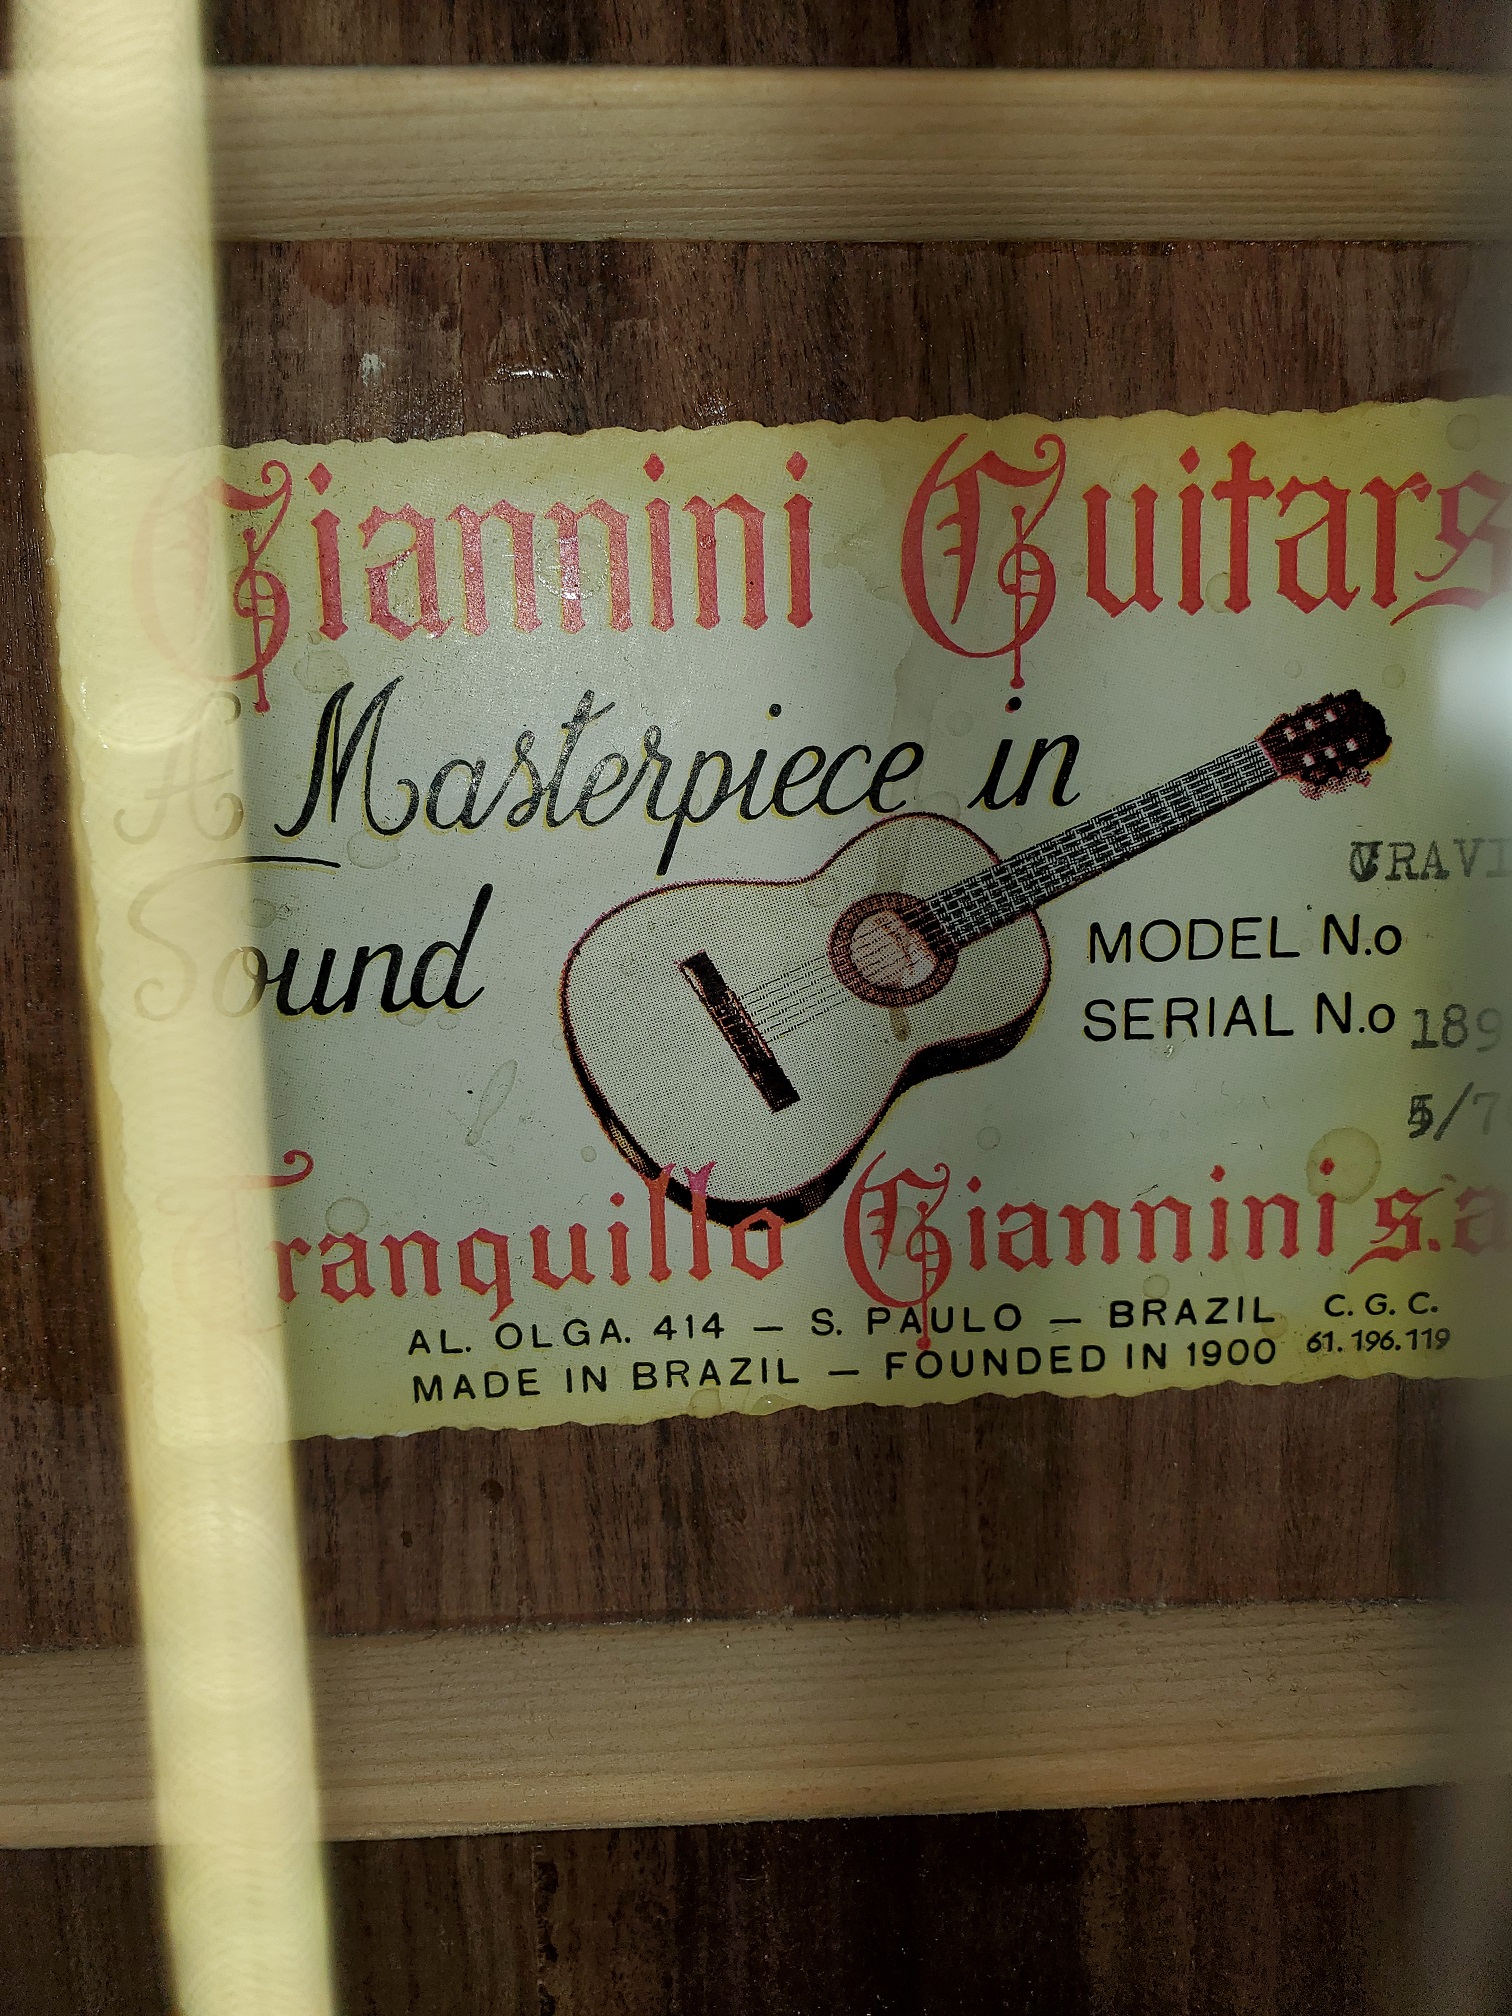 Giannini Guitars
A Masterpiece in
Sound
MODEL N.o
SERIAL N.o 189
5/7
Tranquillo Giannini s.a
AL. OLGA. 414 — S. PAULO — BRAZIL C. G. C.
MADE IN BRAZIL — FOUNDED IN 1900 61.196.119